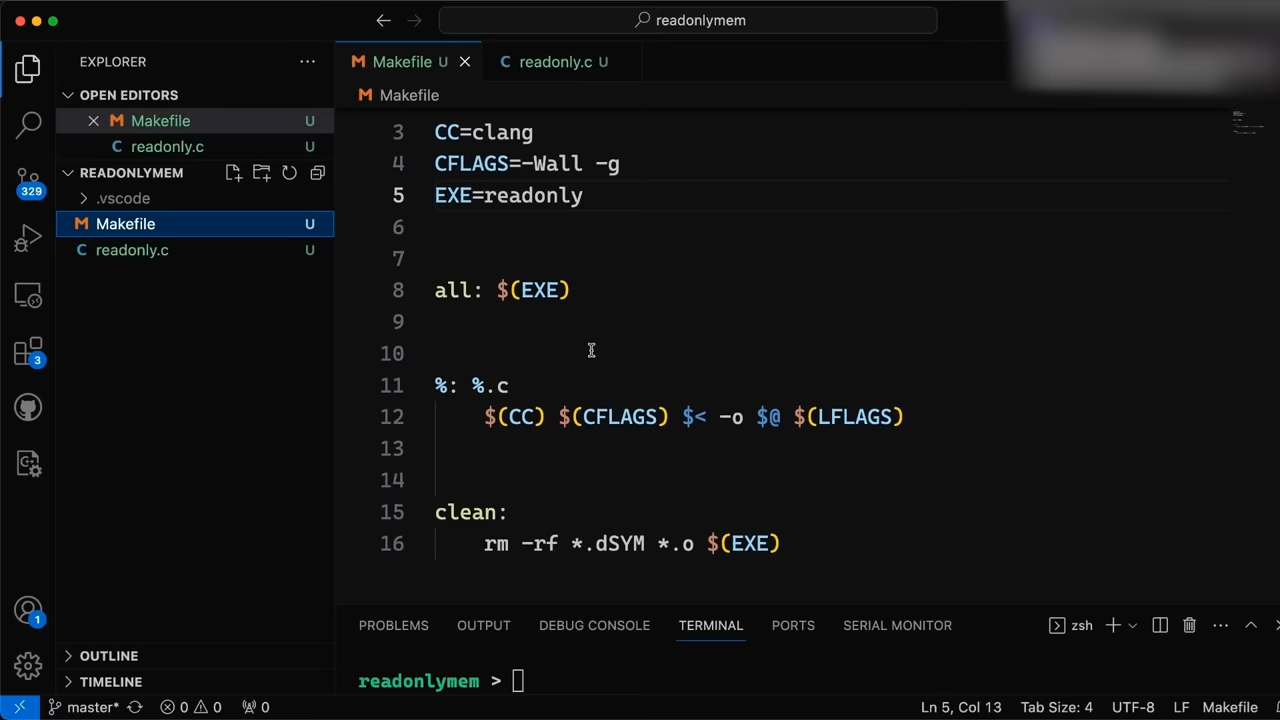 readonlymem
EXPLORER
OPEN EDITORS
Makefile U
readonly.c U
READONLYMEM
.vscode
Makefile U
readonly.c U
329
3
1
OUTLINE
TIMELINE
Makefile U
readonly.c U
Makefile
3 CC=clang
4 CFLAGS=-Wall -g
5 EXE=readonly
6
7
8 all: $(EXE)
9
10
11 %: %.c
12 $(CC) $(CFLAGS) $< -o $@ $(LFLAGS)
13
14
15 clean:
16 rm -rf *.dSYM *.o $(EXE)
PROBLEMS OUTPUT DEBUG CONSOLE TERMINAL PORTS SERIAL MONITOR zsh
readonlymem >
master* 0 0 0 Ln 5, Col 13 Tab Size: 4 UTF-8 LF Makefile